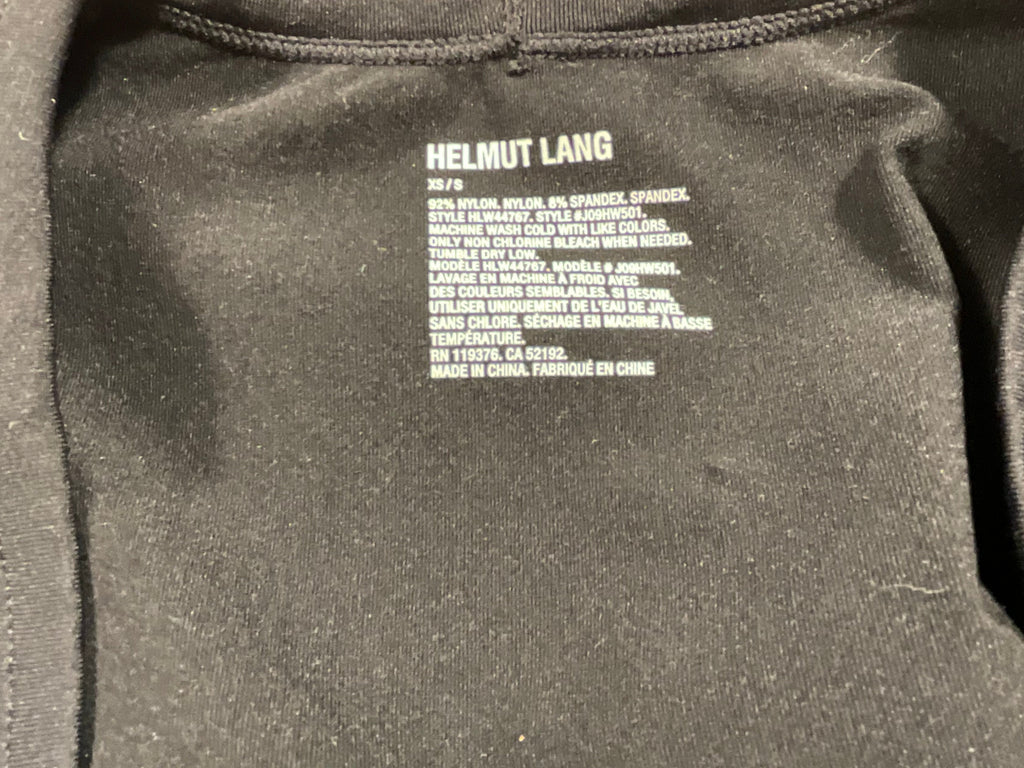 HELMUT LANG
XS / S
92% NYLON. NYLON. 8% SPANDEX. SPANDEX.
STYLE HLW44767. STYLE #J09HW501.
MACHINE WASH COLD WITH LIKE COLORS.
ONLY NON CHLORINE BLEACH WHEN NEEDED.
TUMBLE DRY LOW.
MODÈLE HLW44767. MODÈLE # J09HW501.
LAVAGE EN MACHINE À FROID AVEC
DES COULEURS SEMBLABLES. SI BESOIN,
UTILISER UNIQUEMENT DE L'EAU DE JAVEL
SANS CHLORE. SÉCHAGE EN MACHINE À BASSE
TEMPÉRATURE.
RN 119376. CA 52192.
MADE IN CHINA. FABRIQUÉ EN CHINE